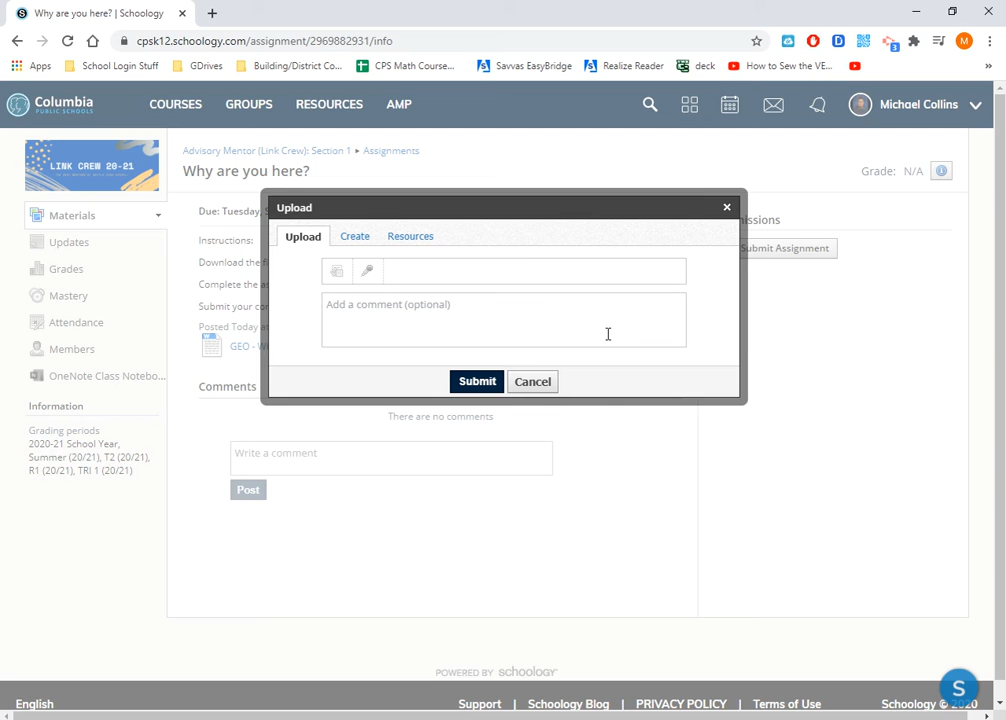 Why are you here? | Schoology
cpsk12.schoology.com/assignment/2969882931/info
Apps School Login Stuff GDrives Building/District Co... CPS Math Course... Savvas EasyBridge Realize Reader deck How to Sew the VE...
Columbia
PUBLIC SCHOOLS
COURSES GROUPS RESOURCES AMP Michael Collins
LINK CREW 20-21
Advisory Mentor (Link Crew): Section 1 ▸ Assignments
Why are you here?
Grade: N/A
Materials
Updates
Grades
Mastery
Attendance
Members
OneNote Class Notebo...
Information
Grading periods
2020-21 School Year,
Summer (20/21), T2 (20/21),
R1 (20/21), TRI 1 (20/21)
Due: Tuesday,
Instructions:
Download the
Complete the
Submit your
Posted Today
GEO -
Upload
Upload Create Resources
Add a comment (optional)
Submit Cancel
missions
Submit Assignment
Comments
There are no comments
Write a comment
Post
POWERED BY schoology
English Support | Schoology Blog | PRIVACY POLICY | Terms of Use Schoology © 2020